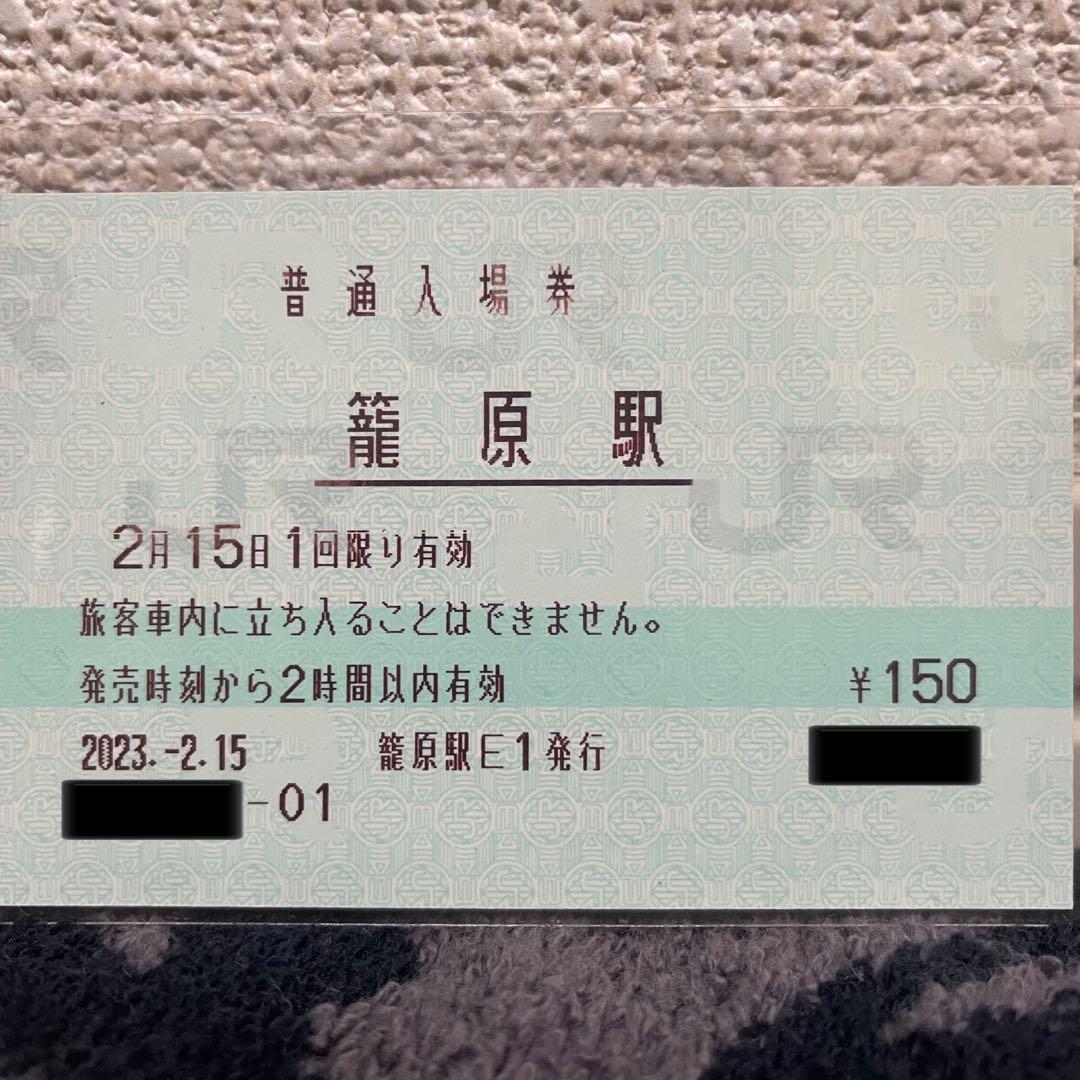 普通入場券
籠原駅
2月15日1回限り有効
旅客車内に立ち入ることはできません。
発売時刻から2時間以内有効 ¥150
2023.-2.15 籠原駅E1発行
-01